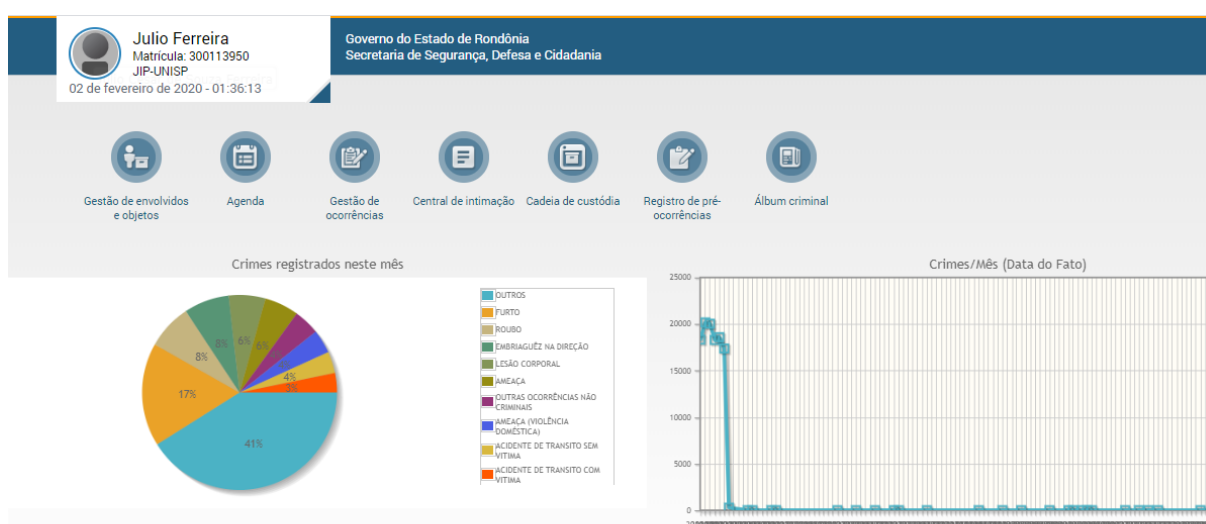 Julio Ferreira
Matrícula: 300113950
JIP-UNISP
02 de fevereiro de 2020 - 01:36:13
Governo do Estado de Rondônia
Secretaria de Segurança, Defesa e Cidadania
Gestão de envolvidos
e objetos
Agenda
Gestão de
ocorrências
Central de intimação
Cadeia de custódia
Registro de pré-
ocorrências
Álbum criminal
Crimes registrados neste mês
41%
17%
8%
8%
6%
6%
4%
3%
OUTROS
FURTO
ROUBO
EMBRIAGUÊZ NA DIREÇÃO
LESÃO CORPORAL
AMEAÇA
OUTRAS OCORRÊNCIAS NÃO
CRIMINAIS
AMEAÇA (VIOLÊNCIA
DOMÉSTICA)
ACIDENTE DE TRANSITO SEM
VITIMA
ACIDENTE DE TRANSITO COM
VITIMA
Crimes/Mês (Data do Fato)
25000
20000
15000
10000
5000
0